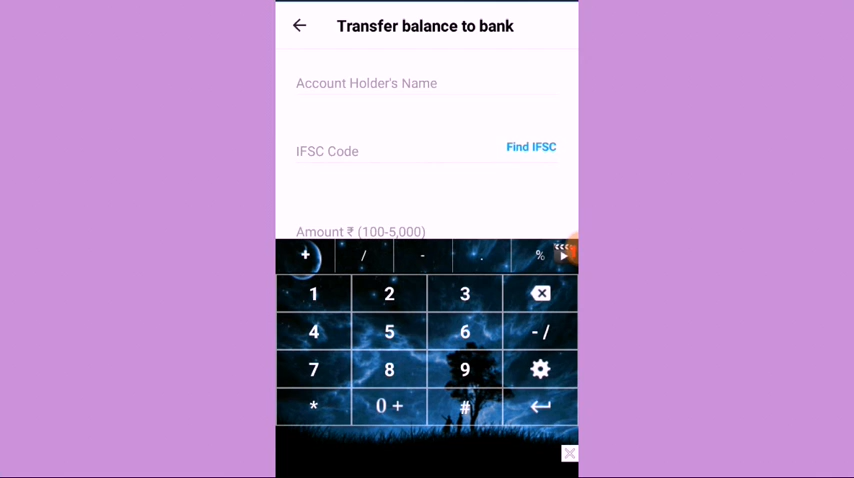 Transfer balance to bank
Account Holder's Name
IFSC Code
Find IFSC
Amount ₹ (100-5,000)
+ / - . %
1 2 3
4 5 6 - /
7 8 9
* 0 + #